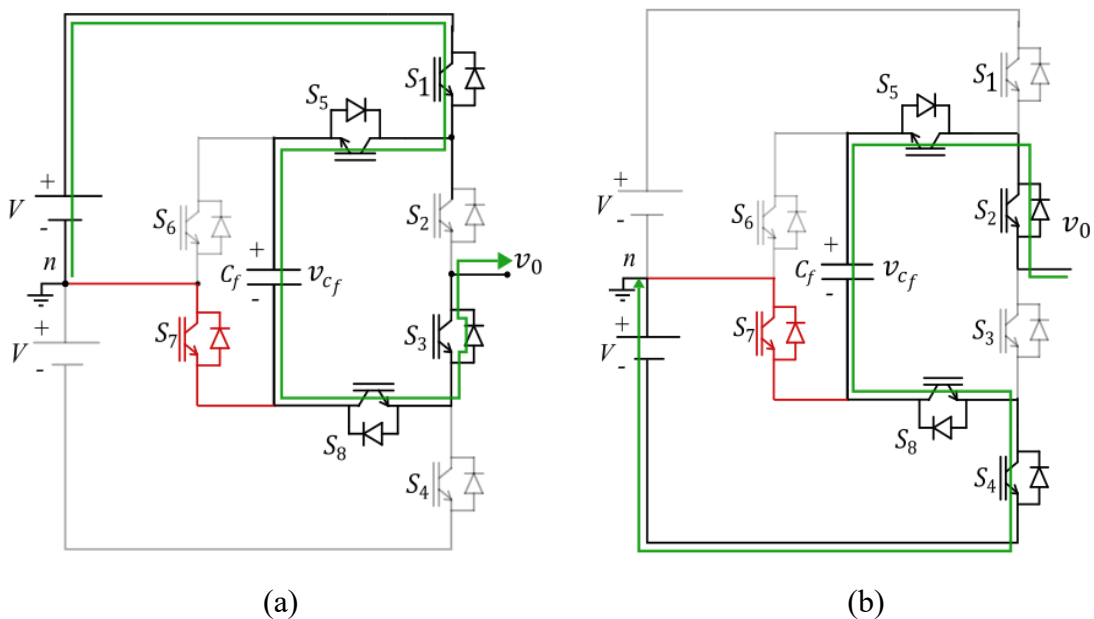 S1
S5
+
V
-
S6
S2
n
+
Cf
vcf
-
v0
+
V
-
S7
S3
S8
S4
(a)
S1
S5
+
V
-
S6
S2
v0
n
+
Cf
vcf
-
+
V
-
S7
S3
S8
S4
(b)